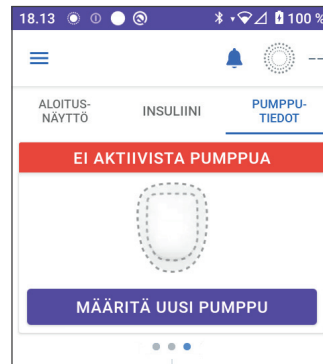 18.13 100 %
--
ALOITUS-
NÄYTTÖ
INSULIINI
PUMPPU-
TIEDOT
EI AKTIIVISTA PUMPPUA
MÄÄRITÄ UUSI PUMPPU